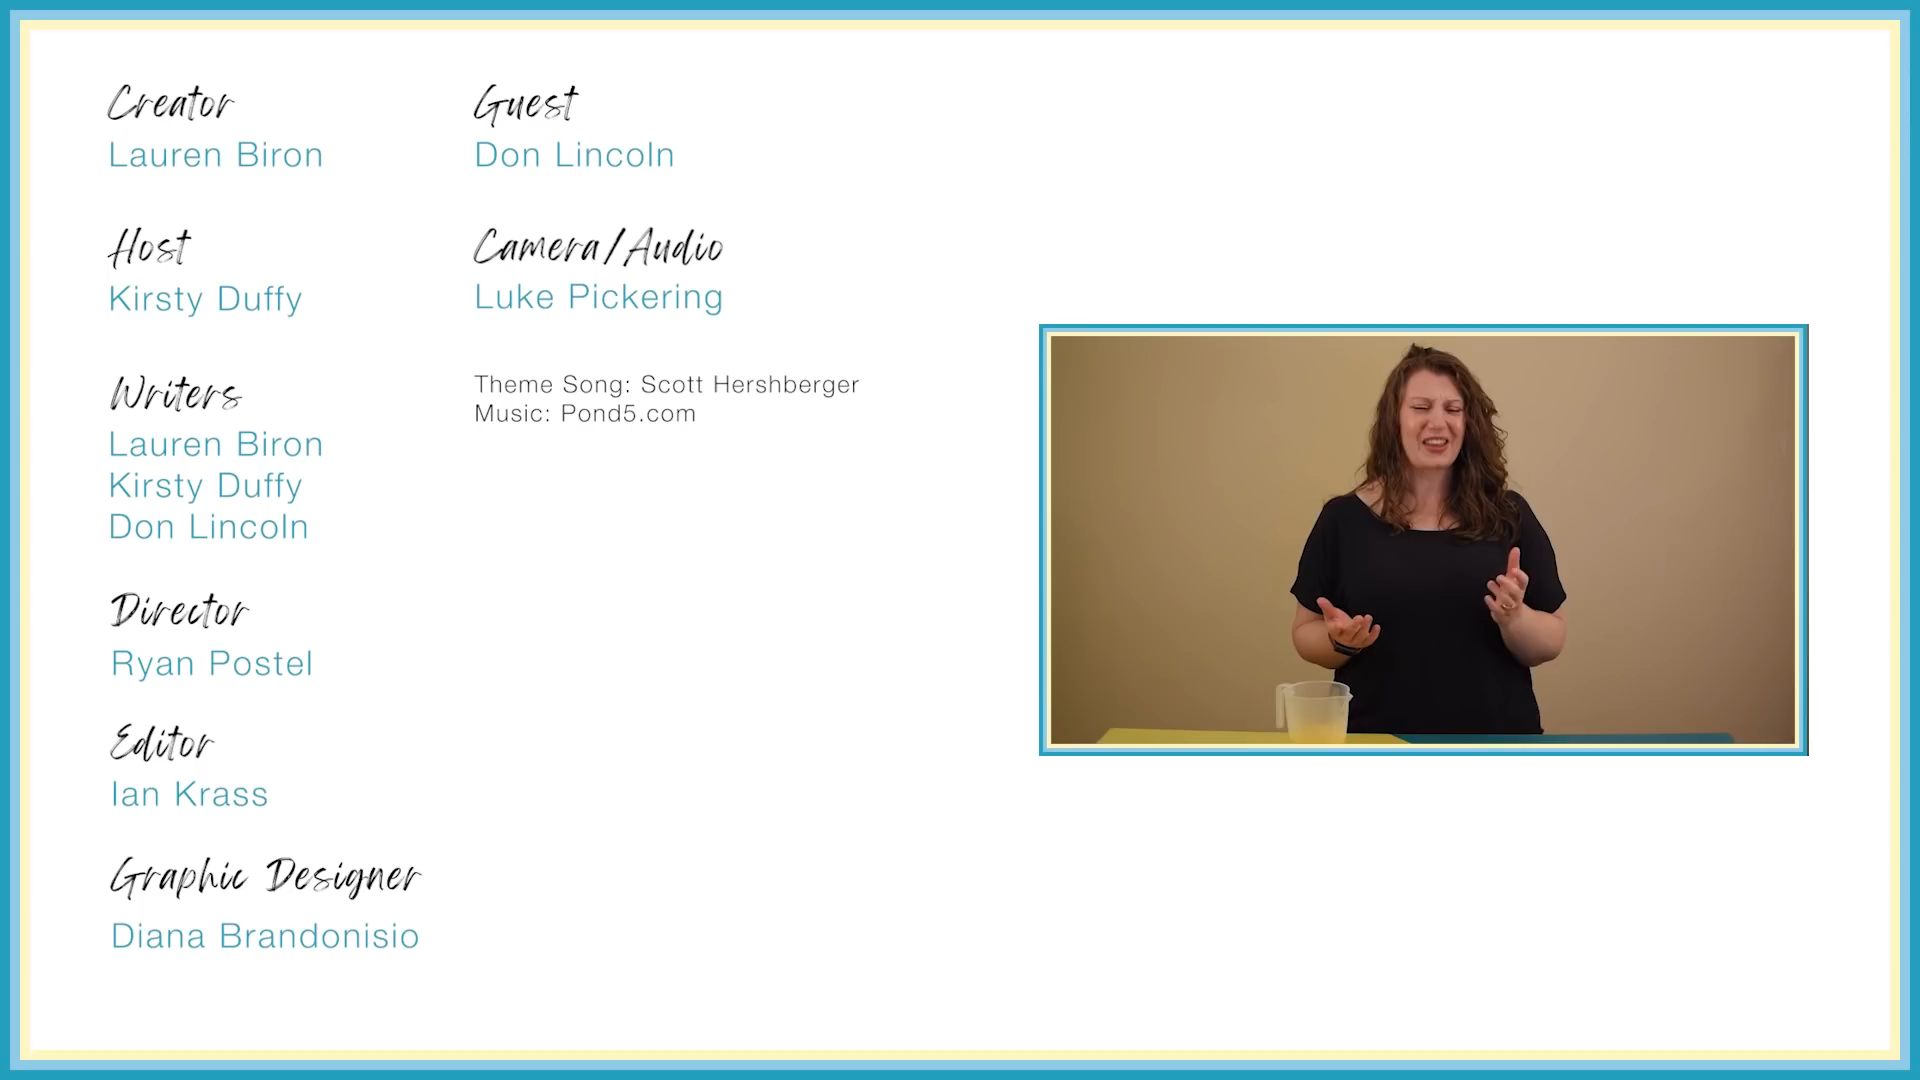 Creator
Lauren Biron
Host
Kirsty Duffy
Writers
Lauren Biron
Kirsty Duffy
Don Lincoln
Director
Ryan Postel
Editor
Ian Krass
Graphic Designer
Diana Brandonisio
Guest
Don Lincoln
Camera/Audio
Luke Pickering
Theme Song: Scott Hershberger
Music: Pond5.com